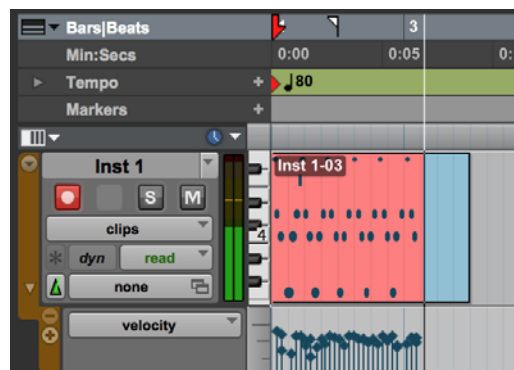 Bars|Beats
3
Min:Secs 0:00 0:05 0:
Tempo + 80
Markers +
Inst 1
Inst 1-03
S M
clips
4
* dyn read
none
velocity